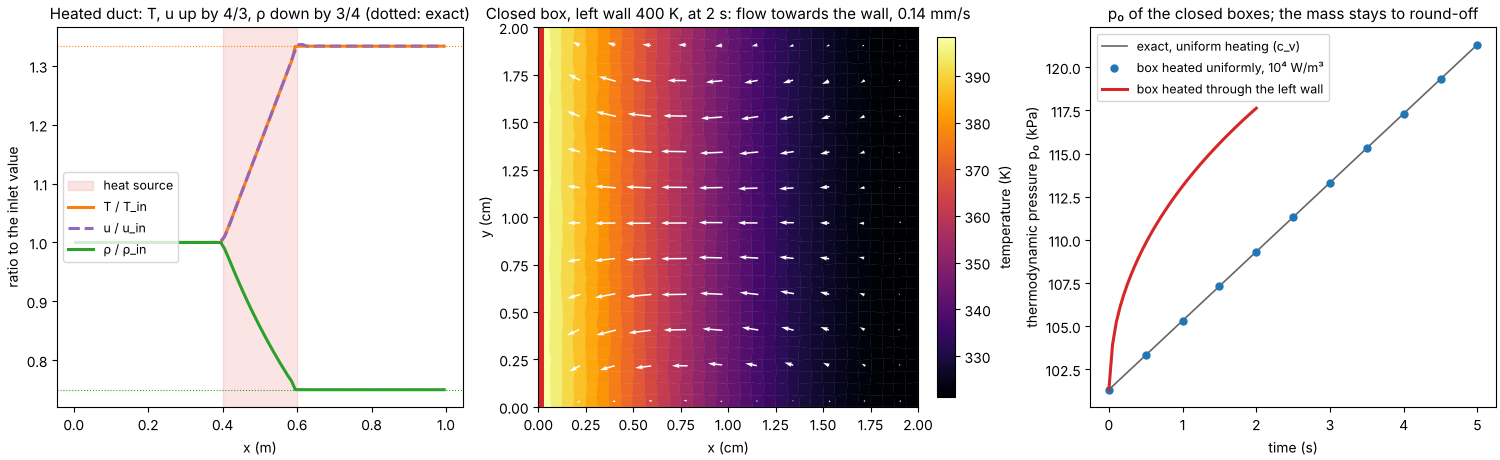 Heated duct: T, u up by 4/3, ρ down by 3/4 (dotted: exact)
1.3
1.2
1.1
1.0
0.9
0.8
ratio to the inlet value
heat source
T / T_in
u / u_in
ρ / ρ_in
0.0 0.2 0.4 0.6 0.8 1.0
x (m)
Closed box, left wall 400 K, at 2 s: flow towards the wall, 0.14 mm/s
2.00
1.75
1.50
1.25
1.00
0.75
0.50
0.25
0.00
y (cm)
0.00 0.25 0.50 0.75 1.00 1.25 1.50 1.75 2.00
x (cm)
390
380
370
360
350
340
330
temperature (K)
p₀ of the closed boxes; the mass stays to round-off
exact, uniform heating (c_v)
box heated uniformly, 10⁴ W/m³
box heated through the left wall
120.0
117.5
115.0
112.5
110.0
107.5
105.0
102.5
thermodynamic pressure p₀ (kPa)
0 1 2 3 4 5
time (s)